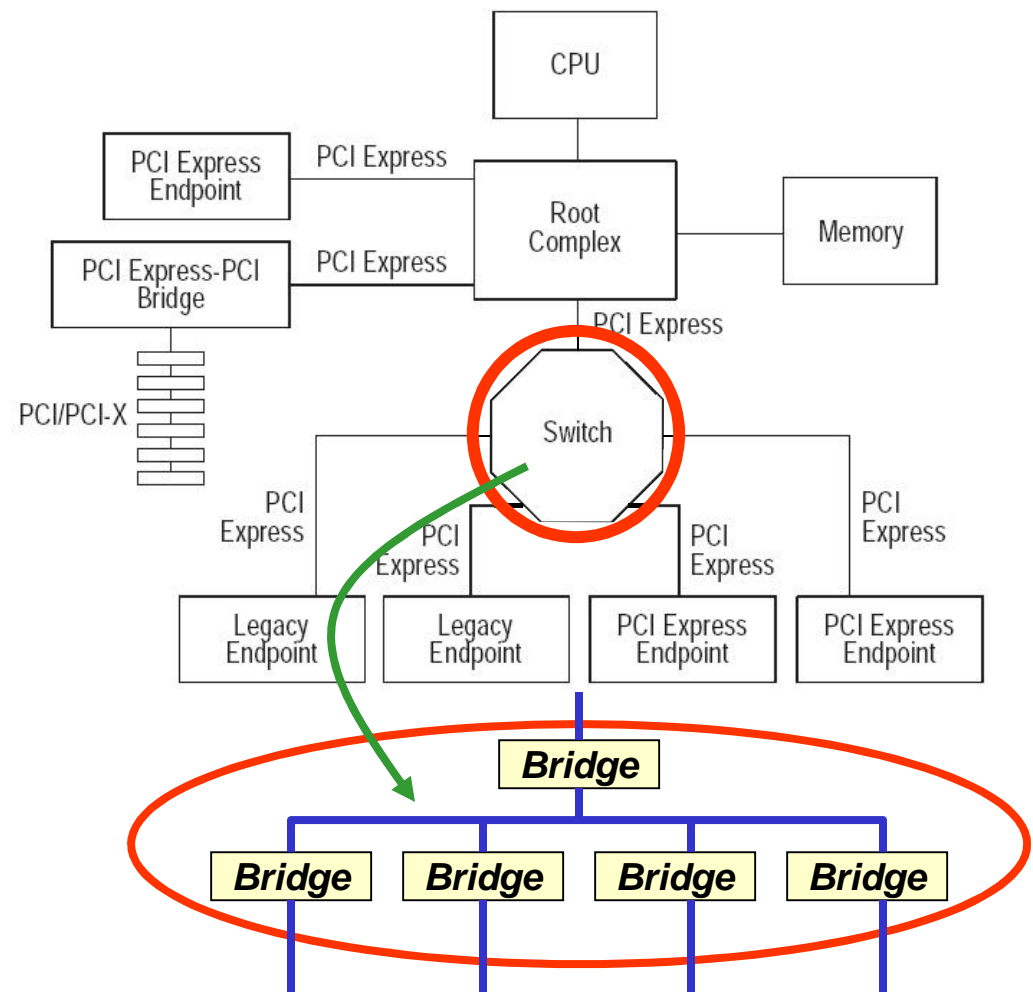 CPU
PCI Express
Endpoint
PCI Express
Root
Complex
Memory
PCI Express-PCI
Bridge
PCI Express
PCI Express
PCI/PCI-X
Switch
PCI
Express
PCI
Express
PCI
Express
PCI
Express
Legacy
Endpoint
Legacy
Endpoint
PCI Express
Endpoint
PCI Express
Endpoint
Bridge
Bridge
Bridge
Bridge
Bridge